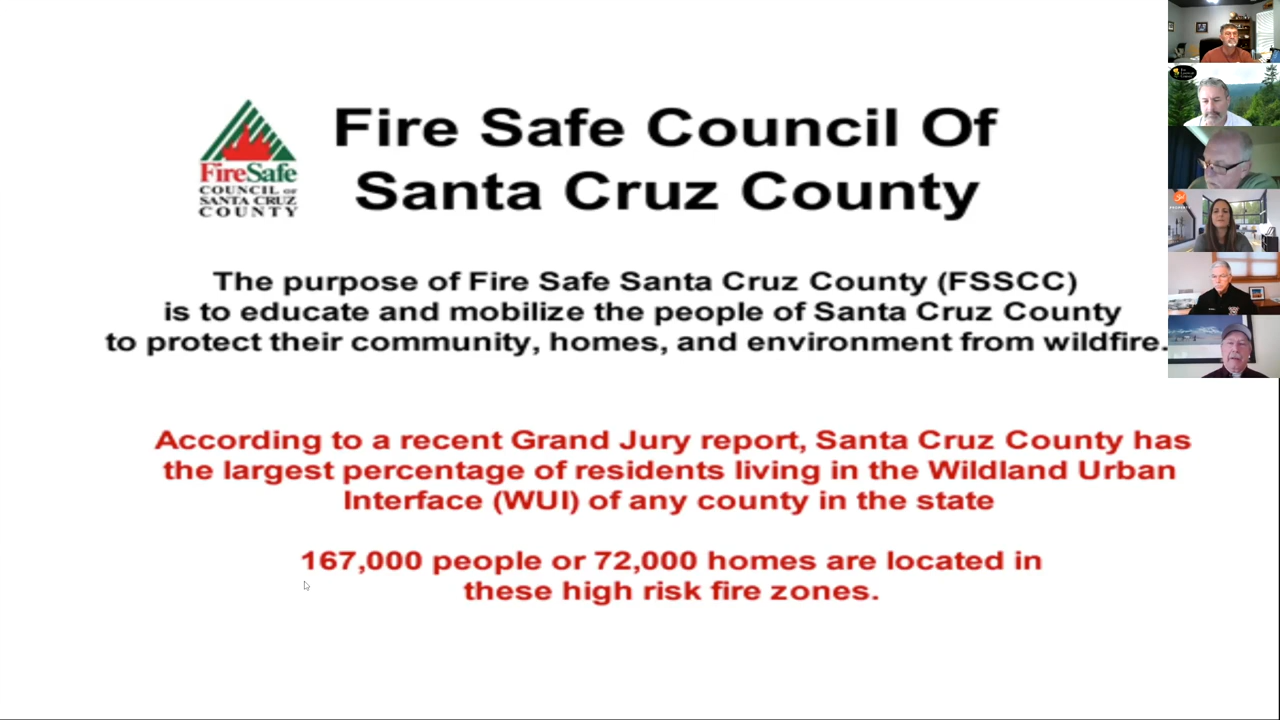 Fire Safe Council Of
Santa Cruz County
FireSafe
COUNCIL OF
SANTA CRUZ
COUNTY
The purpose of Fire Safe Santa Cruz County (FSSCC)
is to educate and mobilize the people of Santa Cruz County
to protect their community, homes, and environment from wildfire.
According to a recent Grand Jury report, Santa Cruz County has
the largest percentage of residents living in the Wildland Urban
Interface (WUI) of any county in the state
167,000 people or 72,000 homes are located in
these high risk fire zones.